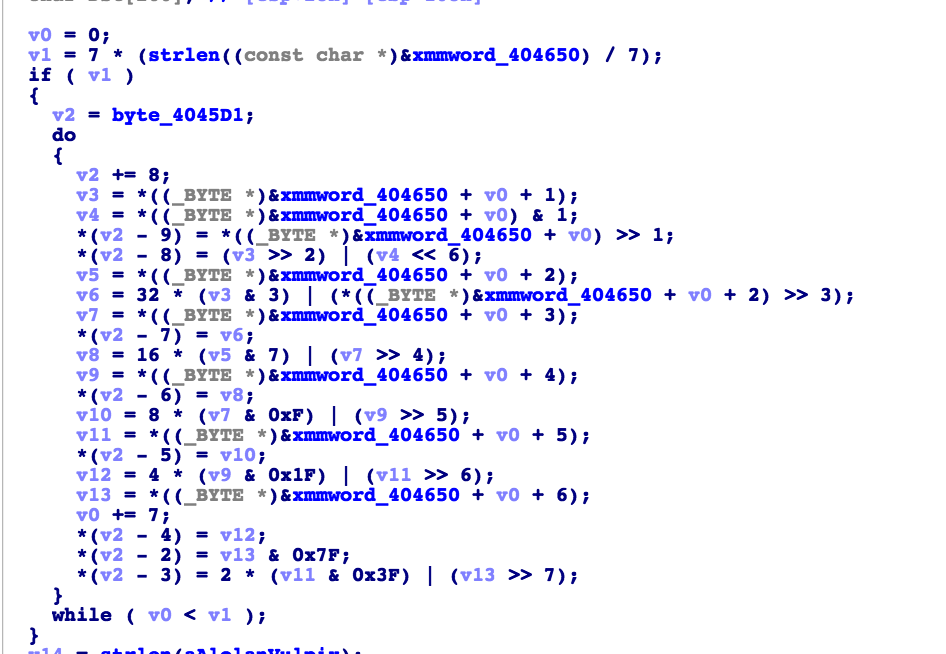 v0 = 0;
v1 = 7 * (strlen((const char *)&xmmword_404650) / 7);
if ( v1 )
{
v2 = byte_4045D1;
do
{
v2 += 8;
v3 = *((_BYTE *)&xmmword_404650 + v0 + 1);
v4 = *((_BYTE *)&xmmword_404650 + v0) & 1;
*(v2 - 9) = *((_BYTE *)&xmmword_404650 + v0) >> 1;
*(v2 - 8) = (v3 >> 2) | (v4 << 6);
v5 = *((_BYTE *)&xmmword_404650 + v0 + 2);
v6 = 32 * (v3 & 3) | (*((_BYTE *)&xmmword_404650 + v0 + 2) >> 3);
v7 = *((_BYTE *)&xmmword_404650 + v0 + 3);
*(v2 - 7) = v6;
v8 = 16 * (v5 & 7) | (v7 >> 4);
v9 = *((_BYTE *)&xmmword_404650 + v0 + 4);
*(v2 - 6) = v8;
v10 = 8 * (v7 & 0xF) | (v9 >> 5);
v11 = *((_BYTE *)&xmmword_404650 + v0 + 5);
*(v2 - 5) = v10;
v12 = 4 * (v9 & 0x1F) | (v11 >> 6);
v13 = *((_BYTE *)&xmmword_404650 + v0 + 6);
v0 += 7;
*(v2 - 4) = v12;
*(v2 - 2) = v13 & 0x7F;
*(v2 - 3) = 2 * (v11 & 0x3F) | (v13 >> 7);
}
while ( v0 < v1 );
}